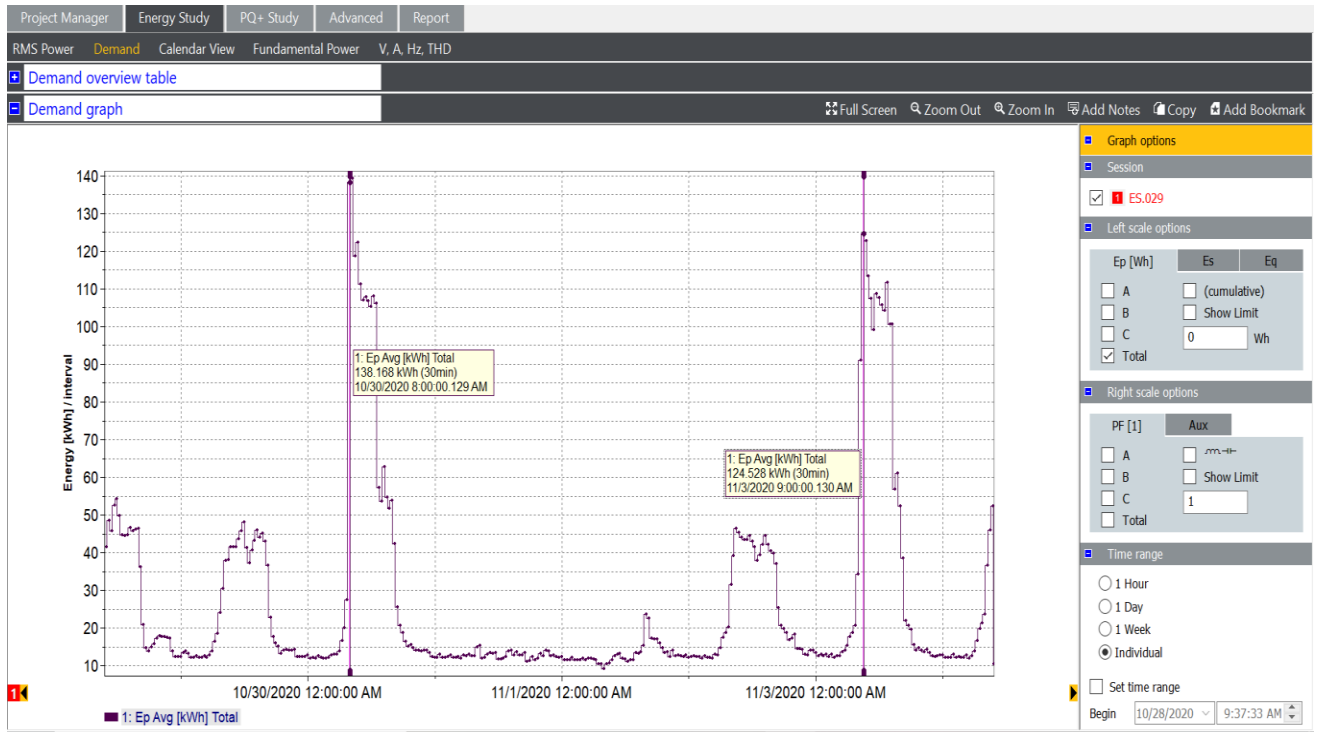 Project Manager Energy Study PQ+ Study Advanced Report
RMS Power Demand Calendar View Fundamental Power V, A, Hz, THD
Demand overview table
Demand graph Full Screen Zoom Out Zoom In Add Notes Copy Add Bookmark
Graph options
Session
1 ES.029
Left scale options
Ep [Wh] Es Eq
A (cumulative)
B Show Limit
C 0 Wh
Total
Right scale options
PF [1] Aux
A
B Show Limit
C 1
Total
Time range
1 Hour
1 Day
1 Week
Individual
Set time range
Begin 10/28/2020 9:37:33 AM
Energy [kWh] / interval
140
130
120
110
100
90
80
70
60
50
40
30
20
10
1: Ep Avg [kWh] Total
138.168 kWh (30min)
10/30/2020 8:00:00.129 AM
1: Ep Avg [kWh] Total
124.528 kWh (30min)
11/3/2020 9:00:00.130 AM
1
10/30/2020 12:00:00 AM 11/1/2020 12:00:00 AM 11/3/2020 12:00:00 AM
1: Ep Avg [kWh] Total